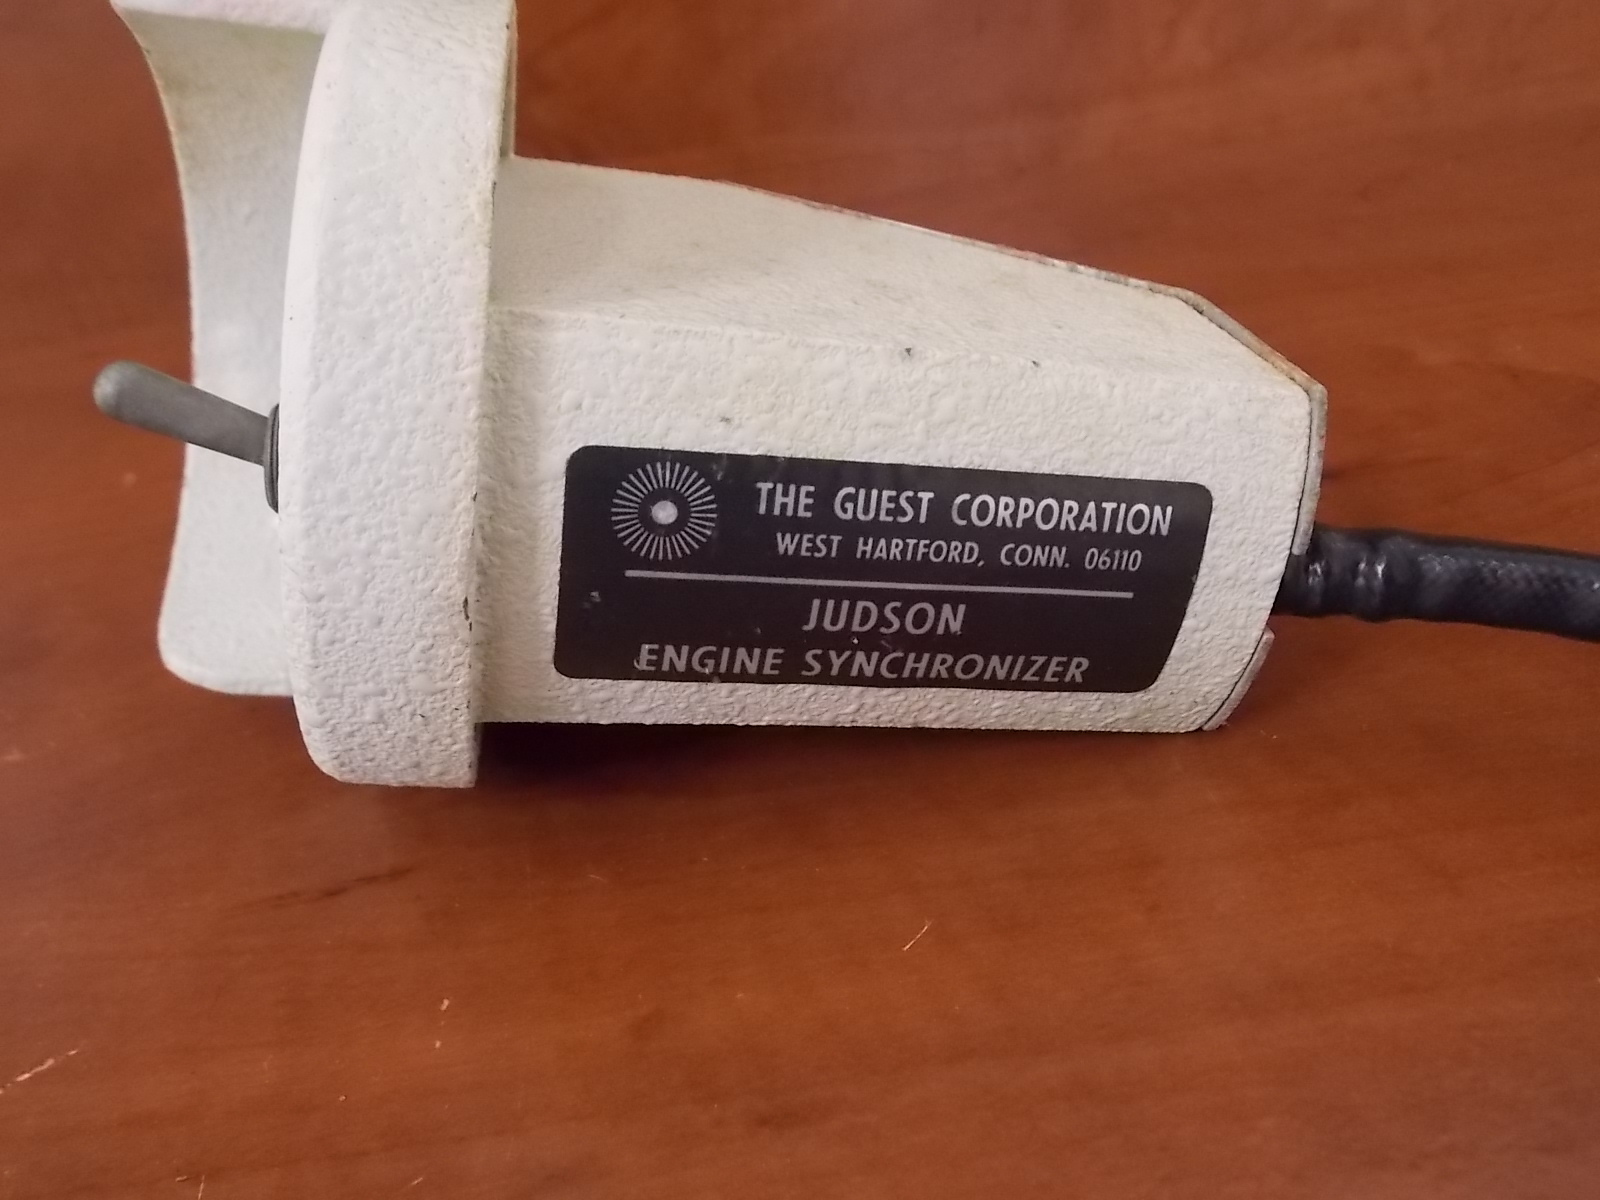 THE GUEST CORPORATION
WEST HARTFORD, CONN. 06110
JUDSON
ENGINE SYNCHRONIZER